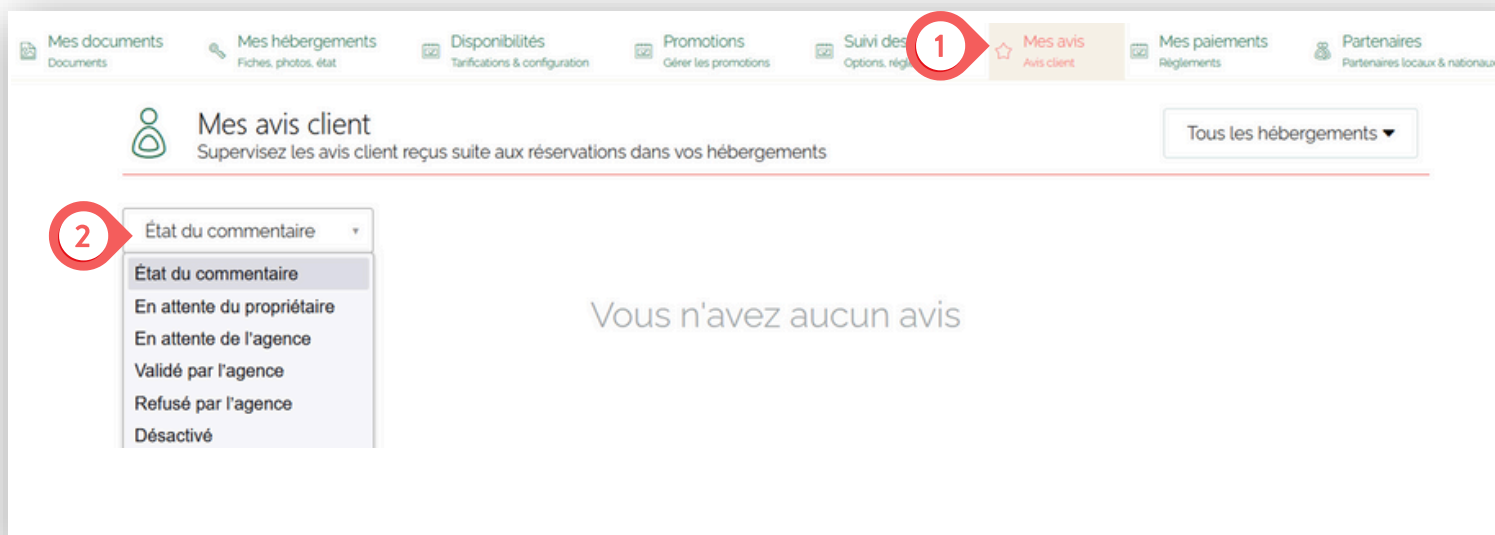 Mes documents
Documents
Mes hébergements
Fiches, photos, état
Disponibilités
Tarifications & configuration
Promotions
Gérer les promotions
Suivi des
Options,
1
Mes avis
Avis client
Mes paiements
Règlements
Partenaires
Partenaires locaux & nationaux
Mes avis client
Supervisez les avis client reçus suite aux réservations dans vos hébergements
Tous les hébergements
2
État du commentaire
État du commentaire
En attente du propriétaire
En attente de l'agence
Validé par l'agence
Refusé par l'agence
Désactivé
Vous n'avez aucun avis